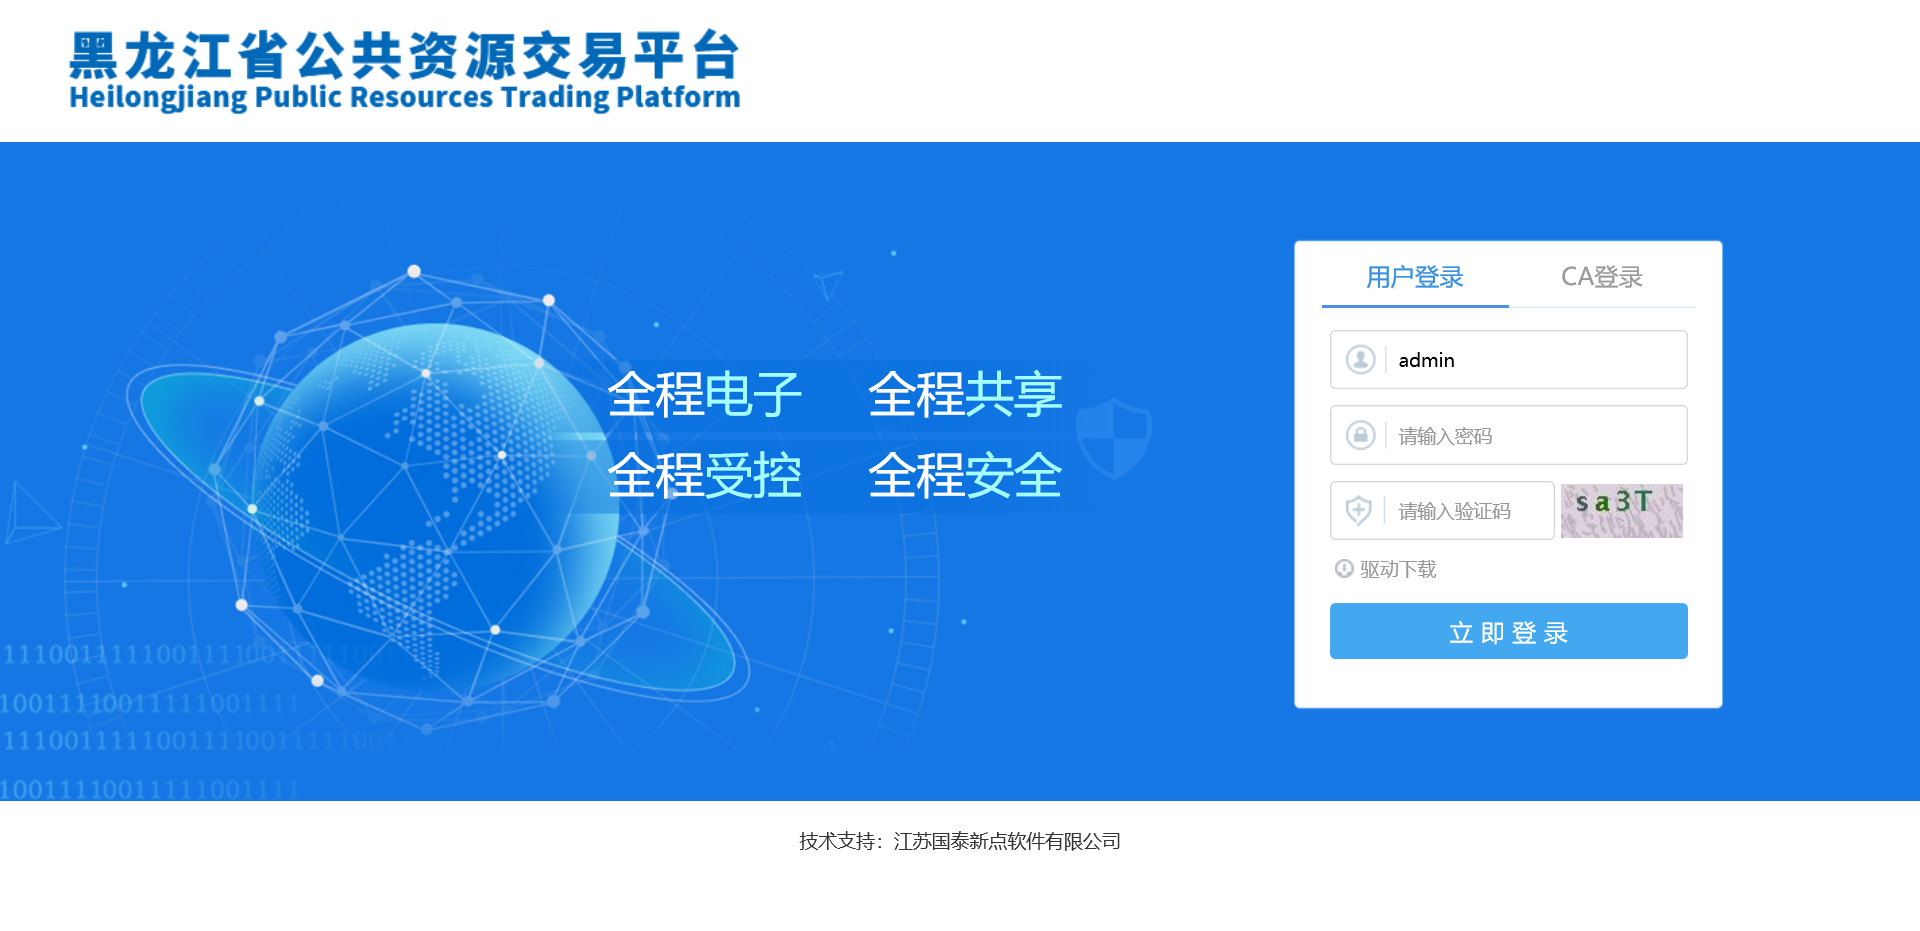 黑龙江省公共资源交易平台
Heilongjiang Public Resources Trading Platform
用户登录 CA登录
admin
请输入密码
请输入验证码 sa3T
驱动下载
立即登录
全程电子 全程共享
全程受控 全程安全
技术支持：江苏国泰新点软件有限公司